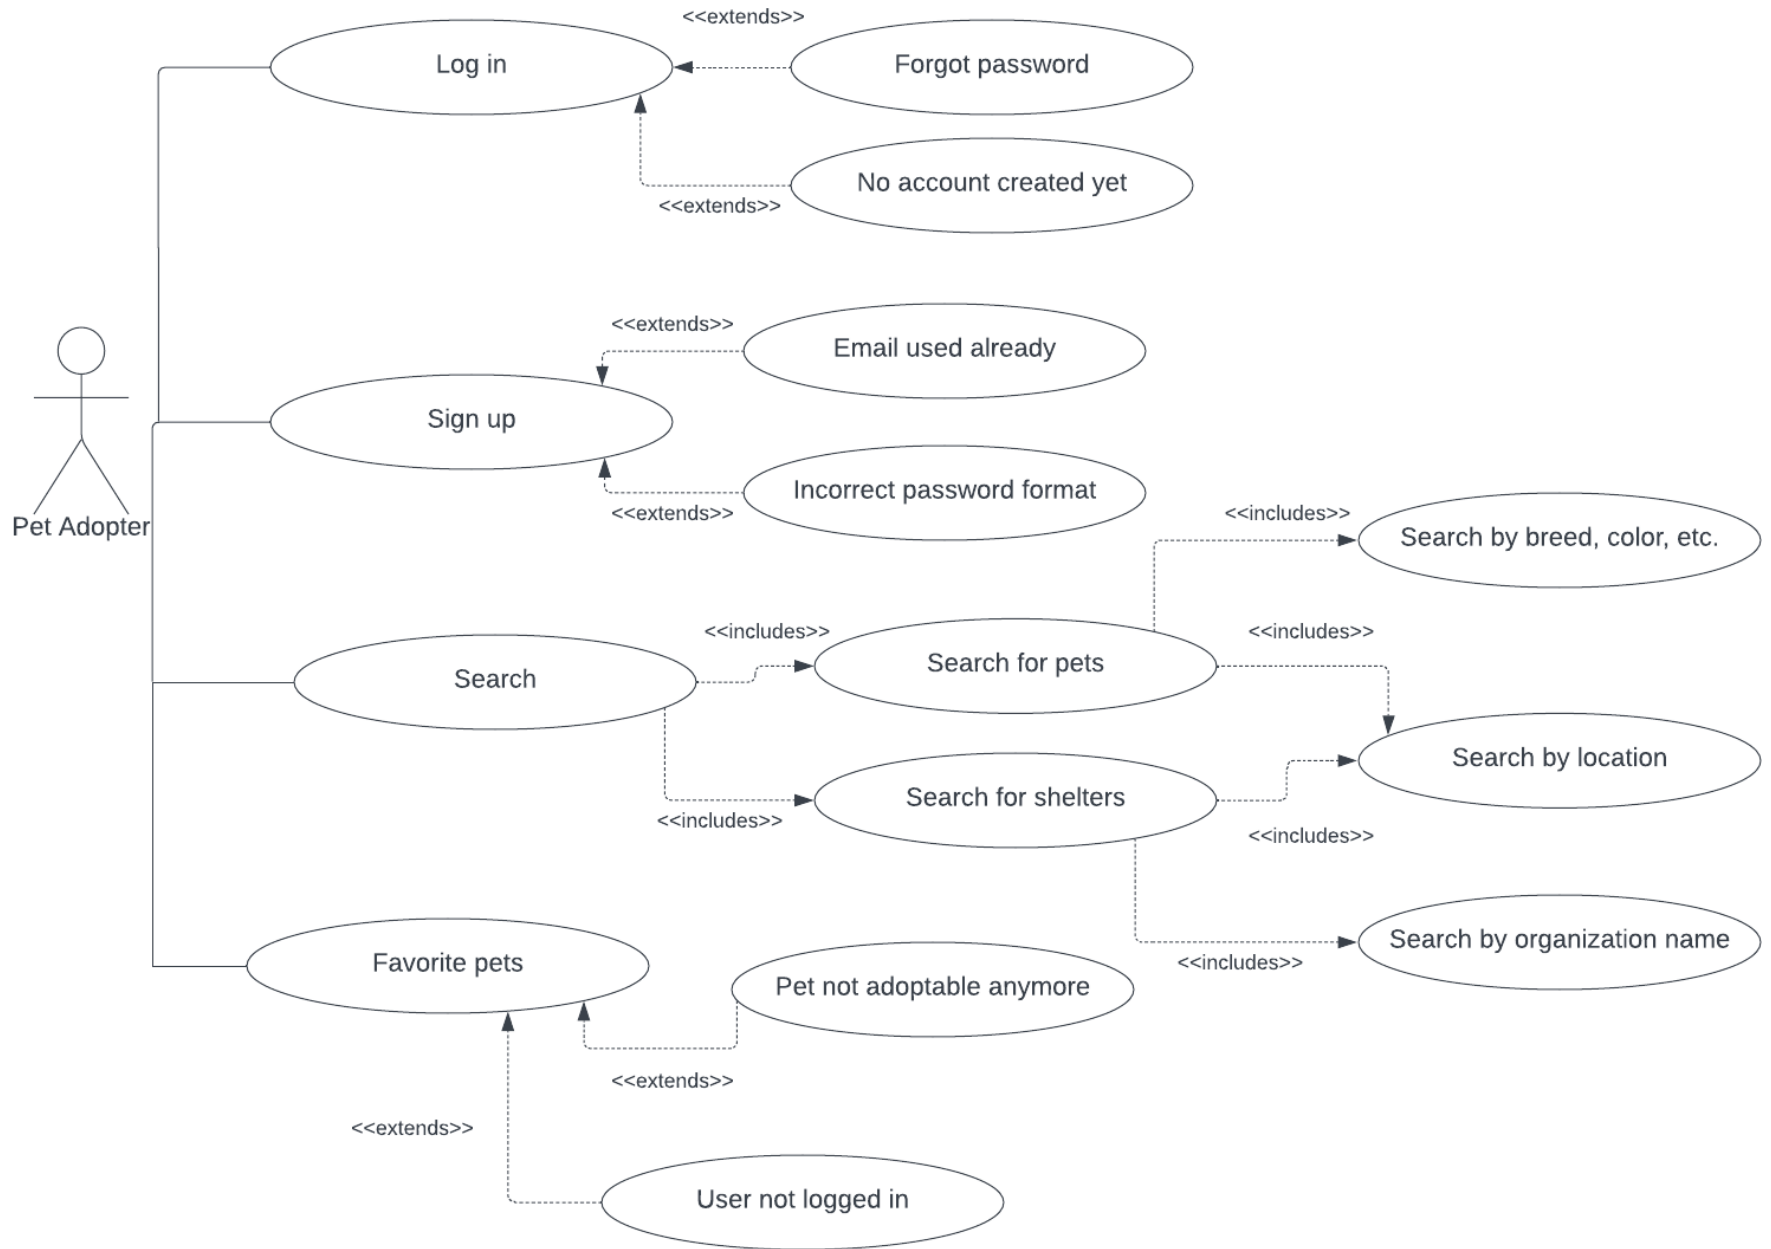 <<extends>>
Log in
Forgot password
No account created yet
<<extends>>
<<extends>>
Email used already
Sign up
Incorrect password format
<<extends>>
Pet Adopter
<<includes>>
Search by breed, color, etc.
<<includes>>
<<includes>>
Search for pets
Search
Search by location
Search for shelters
<<includes>>
<<includes>>
Search by organization name
<<includes>>
Favorite pets
Pet not adoptable anymore
<<extends>>
<<extends>>
User not logged in